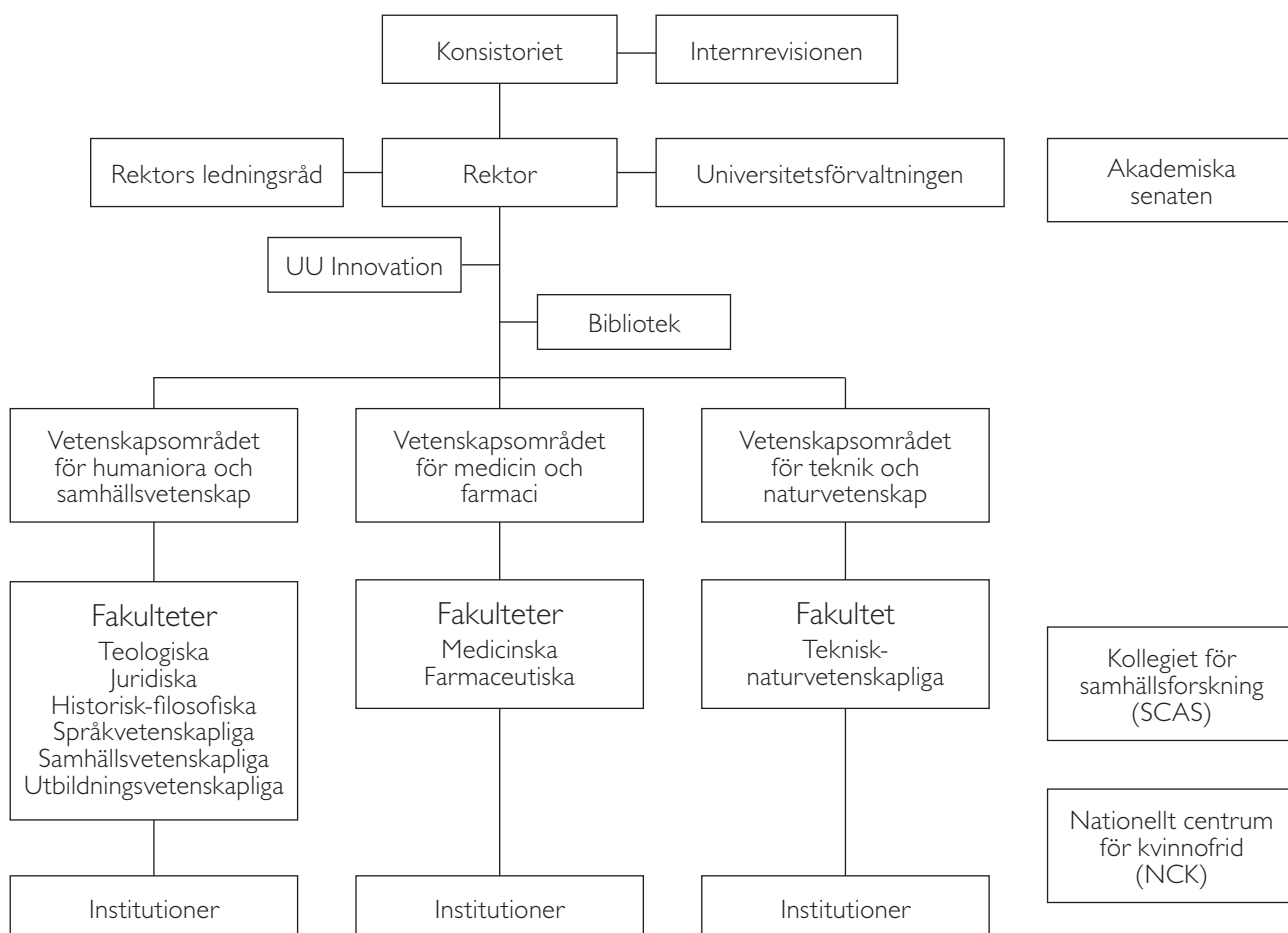 Konsistoriet
Internrevisionen
Rektors ledningsråd
Rektor
Universitetsförvaltningen
Akademiska
senaten
UU Innovation
Bibliotek
Vetenskapsområdet
för humaniora och
samhällsvetenskap
Vetenskapsområdet
för medicin och
farmaci
Vetenskapsområdet
för teknik och
naturvetenskap
Fakulteter
Teologiska
Juridiska
Historisk-filosofiska
Språkvetenskapliga
Samhällsvetenskapliga
Utbildningsvetenskapliga
Fakulteter
Medicinska
Farmaceutiska
Fakultet
Teknisk-
naturvetenskapliga
Kollegiet för
samhällsforskning
(SCAS)
Nationellt centrum
för kvinnofrid
(NCK)
Institutioner
Institutioner
Institutioner